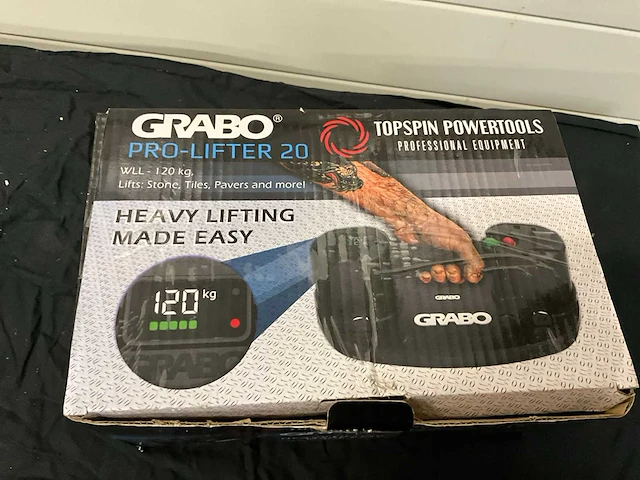 GRABO®
PRO-LIFTER 20
TOPSPIN POWERTOOLS
PROFESSIONAL EQUIPMENT
WLL - 120 kg,
Lifts: Stone, Tiles, Pavers and more!
HEAVY LIFTING
MADE EASY
120 kg
GRABO
GRABO
GRABO